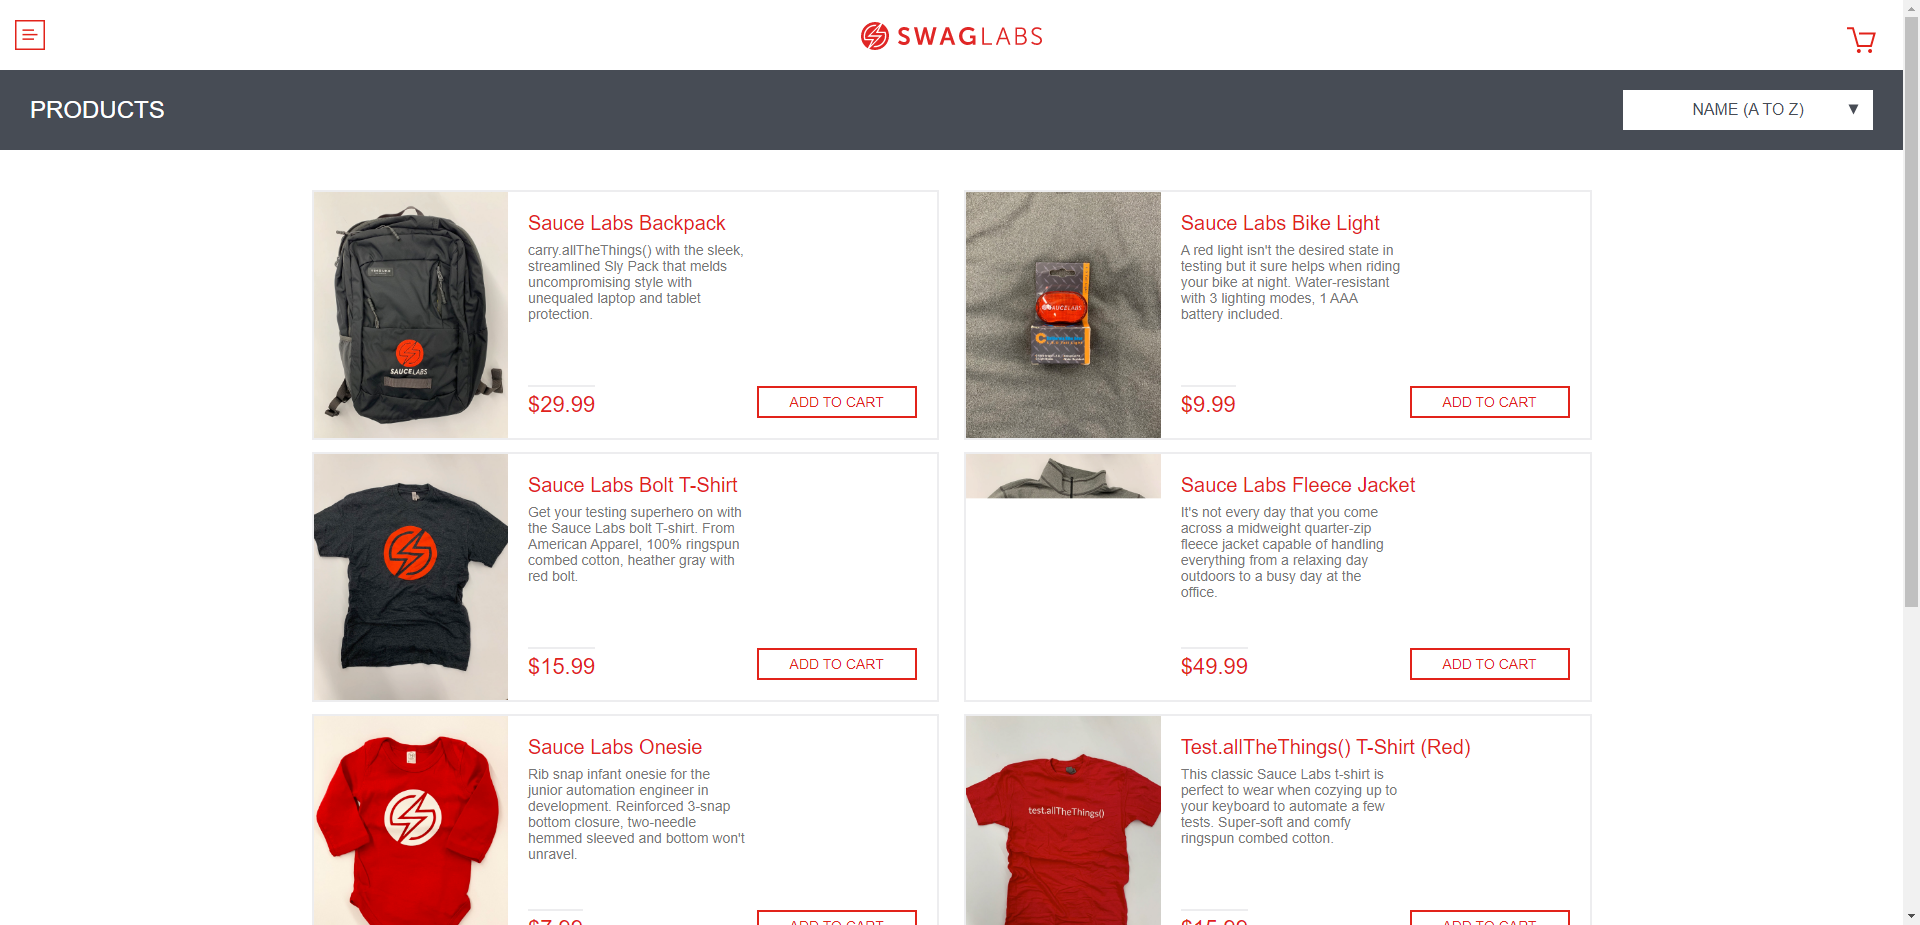 SWAGLABS
PRODUCTS
NAME (A TO Z)
Sauce Labs Backpack
carry.allTheThings() with the sleek,
streamlined Sly Pack that melds
uncompromising style with
unequaled laptop and tablet
protection.
$29.99
ADD TO CART
SAUCELABS
Sauce Labs Bike Light
A red light isn't the desired state in
testing but it sure helps when riding
your bike at night. Water-resistant
with 3 lighting modes, 1 AAA
battery included.
$9.99
ADD TO CART
SAUCELABS
Sauce Labs Bolt T-Shirt
Get your testing superhero on with
the Sauce Labs bolt T-shirt. From
American Apparel, 100% ringspun
combed cotton, heather gray with
red bolt.
$15.99
ADD TO CART
Sauce Labs Fleece Jacket
It's not every day that you come
across a midweight quarter-zip
fleece jacket capable of handling
everything from a relaxing day
outdoors to a busy day at the
office.
$49.99
ADD TO CART
Sauce Labs Onesie
Rib snap infant onesie for the
junior automation engineer in
development. Reinforced 3-snap
bottom closure, two-needle
hemmed sleeved and bottom won't
unravel.
$7.99
ADD TO CART
Test.allTheThings() T-Shirt (Red)
This classic Sauce Labs t-shirt is
perfect to wear when cozying up to
your keyboard to automate a few
tests. Super-soft and comfy
ringspun combed cotton.
$15.99
ADD TO CART
test.allTheThings()